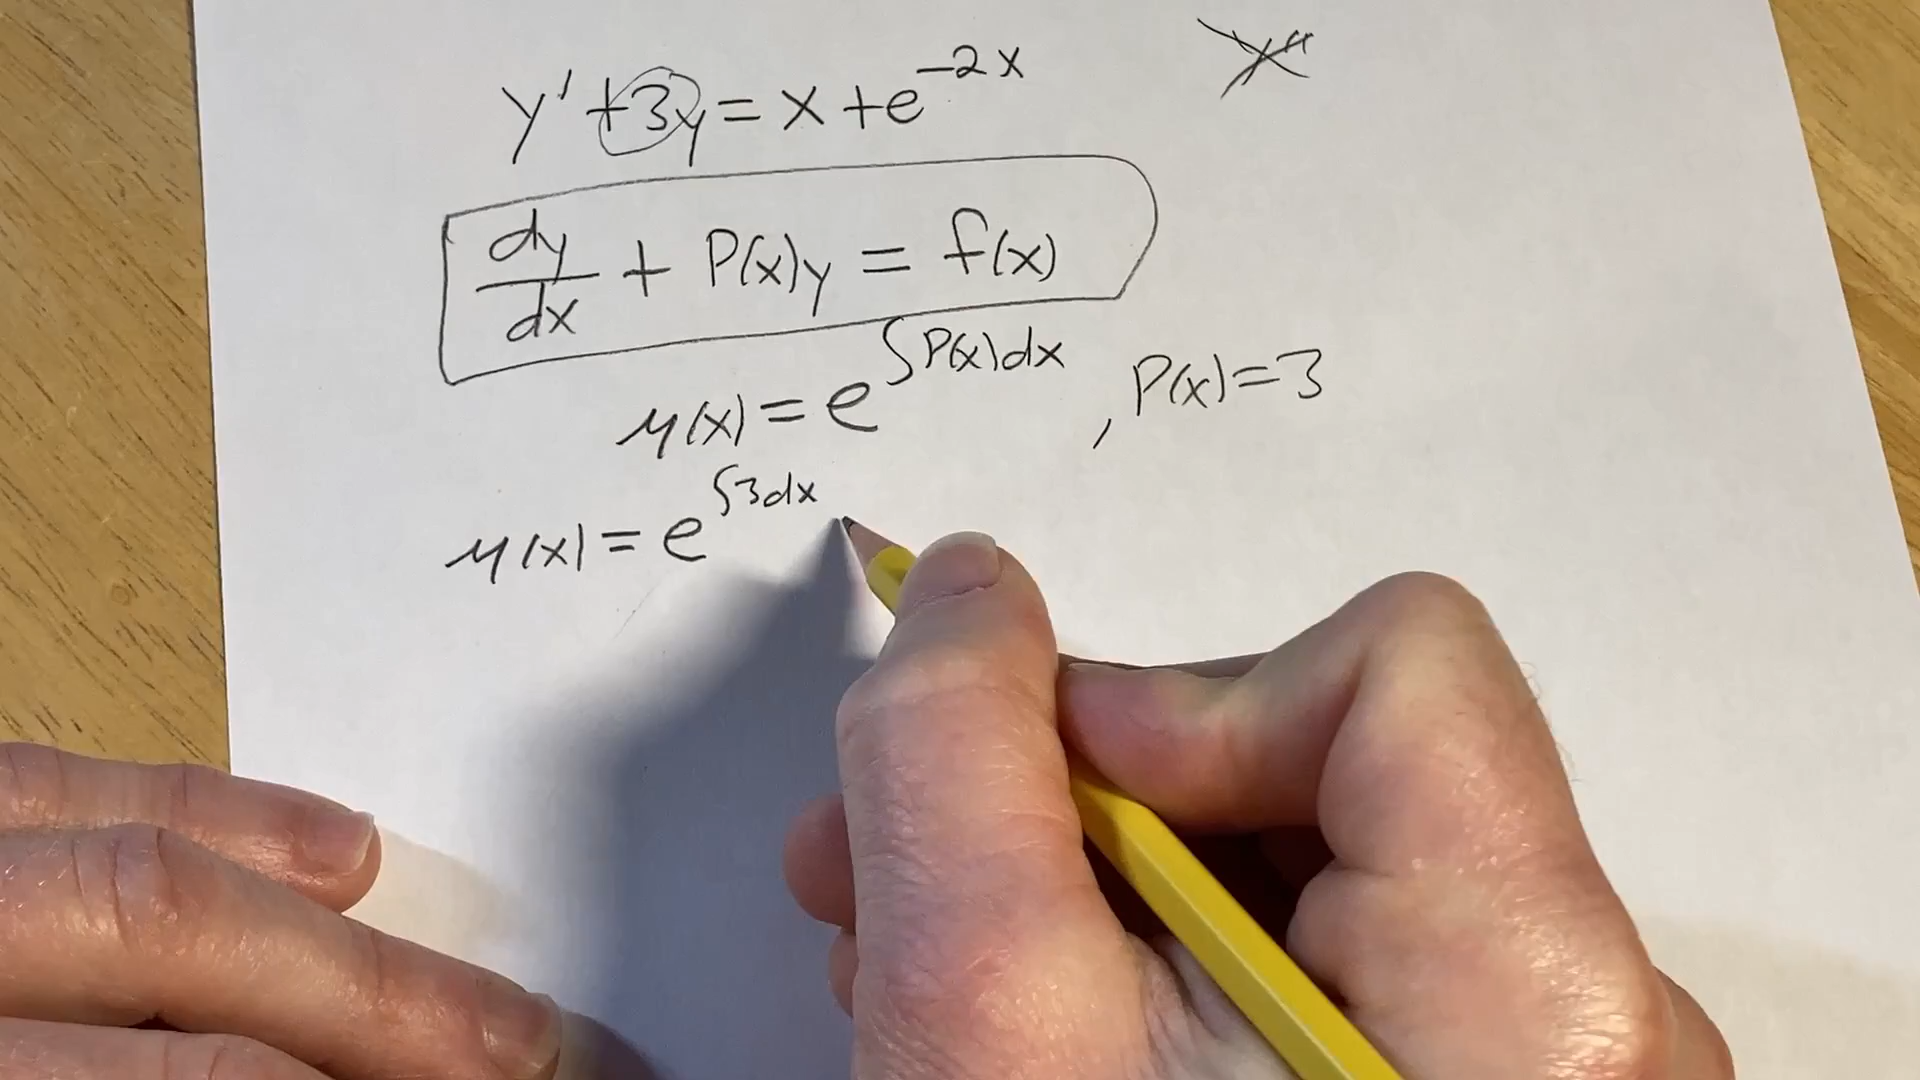 y' + 3y = x + e^{-2x}
y''
dy/dx + P(x)y = f(x)
μ(x) = e^{∫P(x)dx} , P(x) = 3
μ(x) = e^{∫3dx}